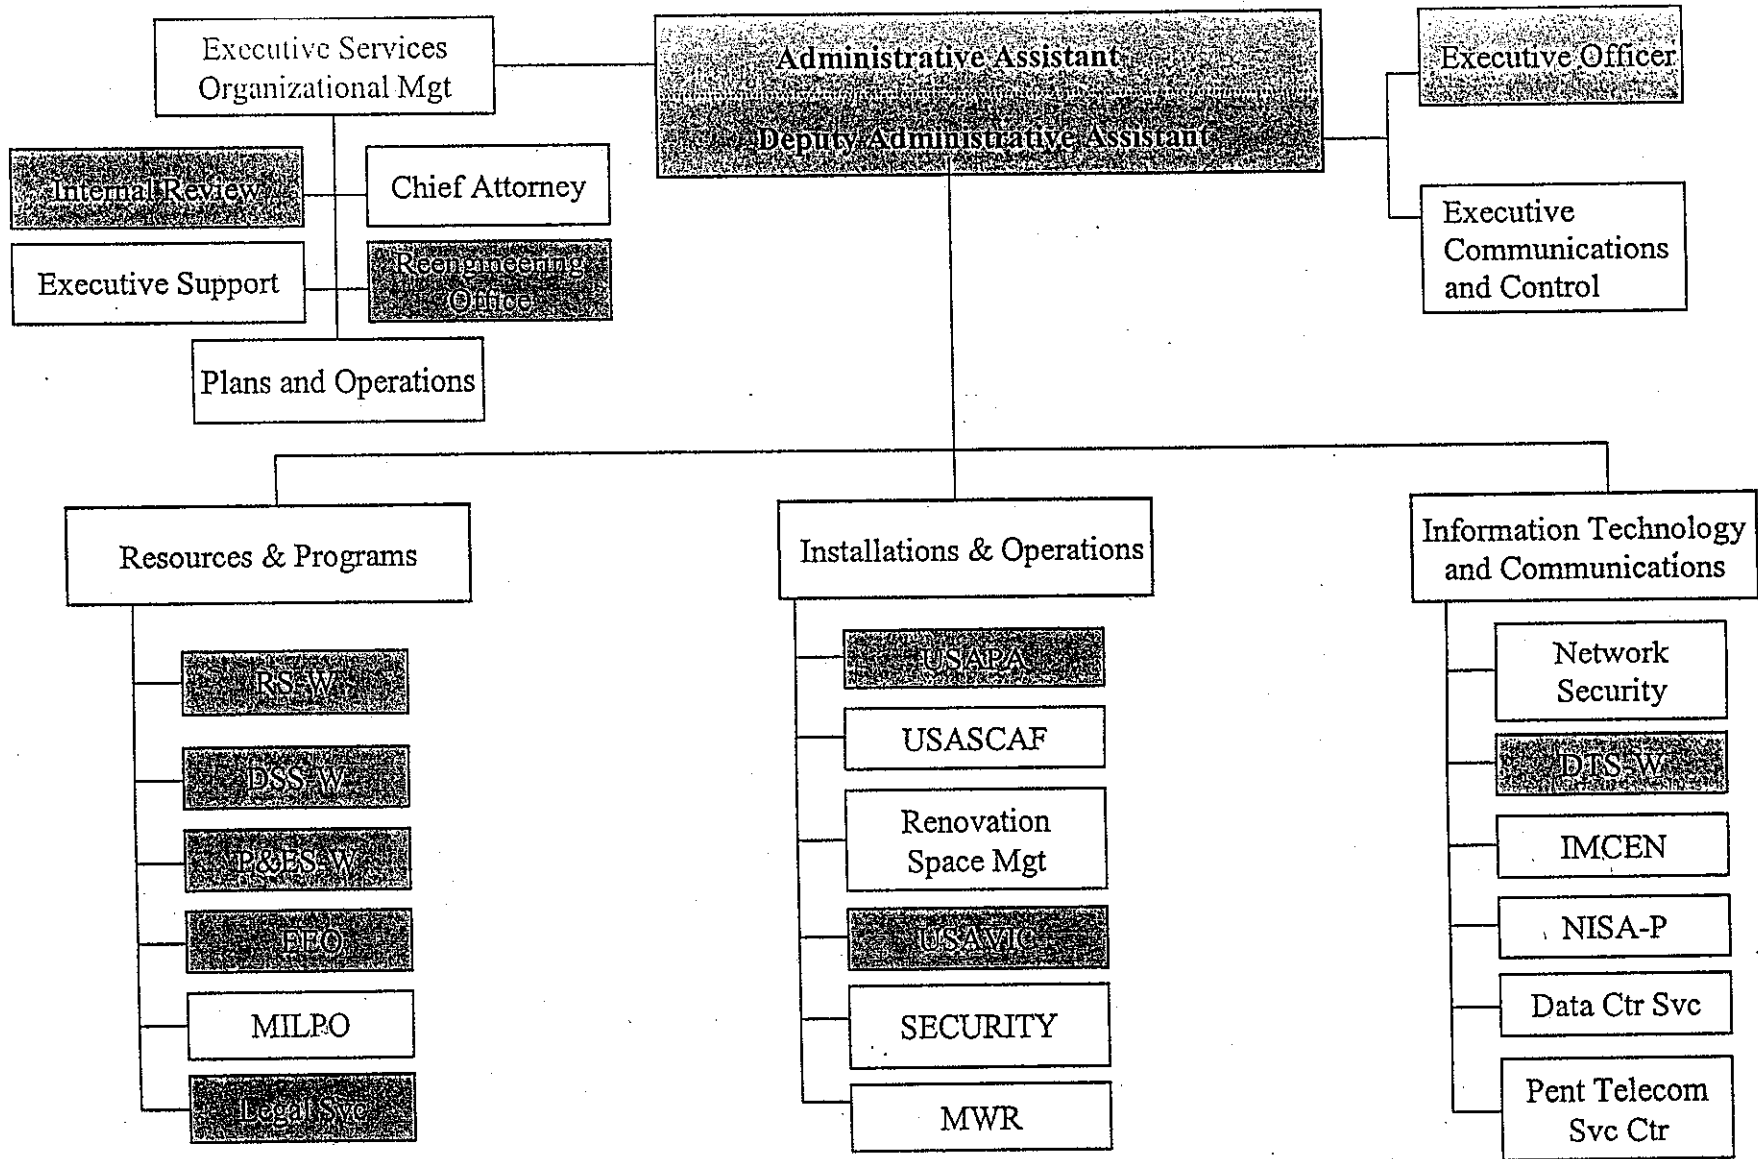 Executive Services
Organizational Mgt
Administrative Assistant
Deputy Administrative Assistant
Executive Officer
Executive
Communications
and Control
Internal Review
Chief Attorney
Executive Support
Reengineering
Office
Plans and Operations
Resources & Programs
RS-W
DSS-W
P&ES-W
EEO
MILPO
Legal Svc
Installations & Operations
USAPA
USASCAF
Renovation
Space Mgt
USAVIC
SECURITY
MWR
Information Technology
and Communications
Network
Security
DTS-W
IMCEN
NISA-P
Data Ctr Svc
Pent Telecom
Svc Ctr